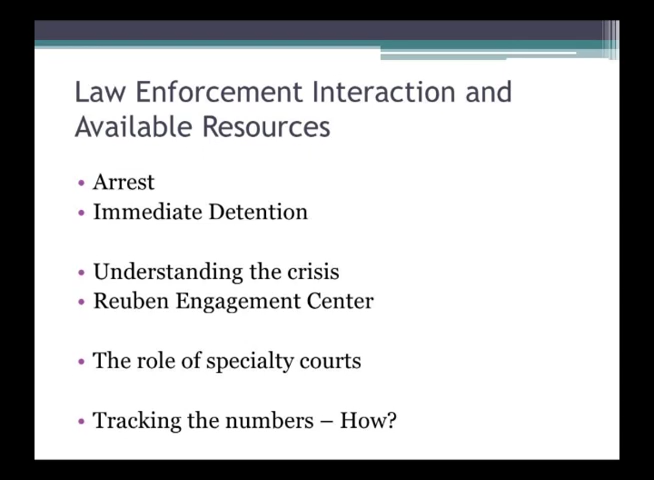 Law Enforcement Interaction and
Available Resources
• Arrest
• Immediate Detention
• Understanding the crisis
• Reuben Engagement Center
• The role of specialty courts
• Tracking the numbers – How?